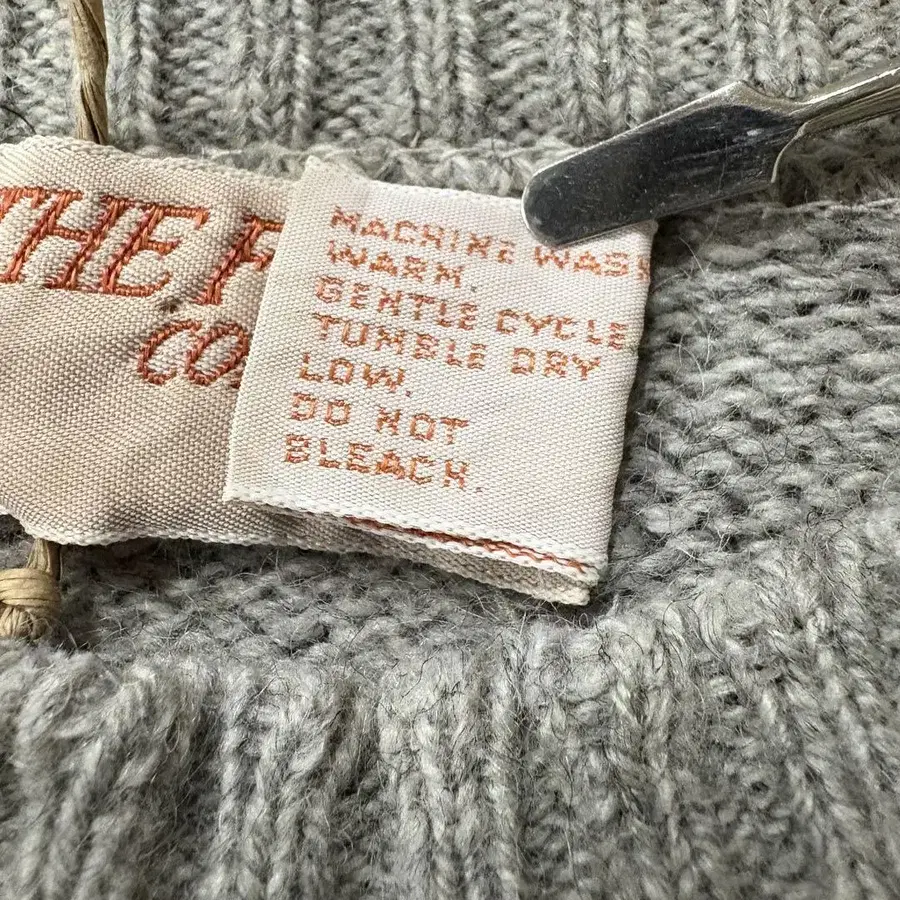 THE F
CO
MACHINE WASH
WARM.
GENTLE CYCLE
TUMBLE DRY
LOW.
DO NOT
BLEACH.